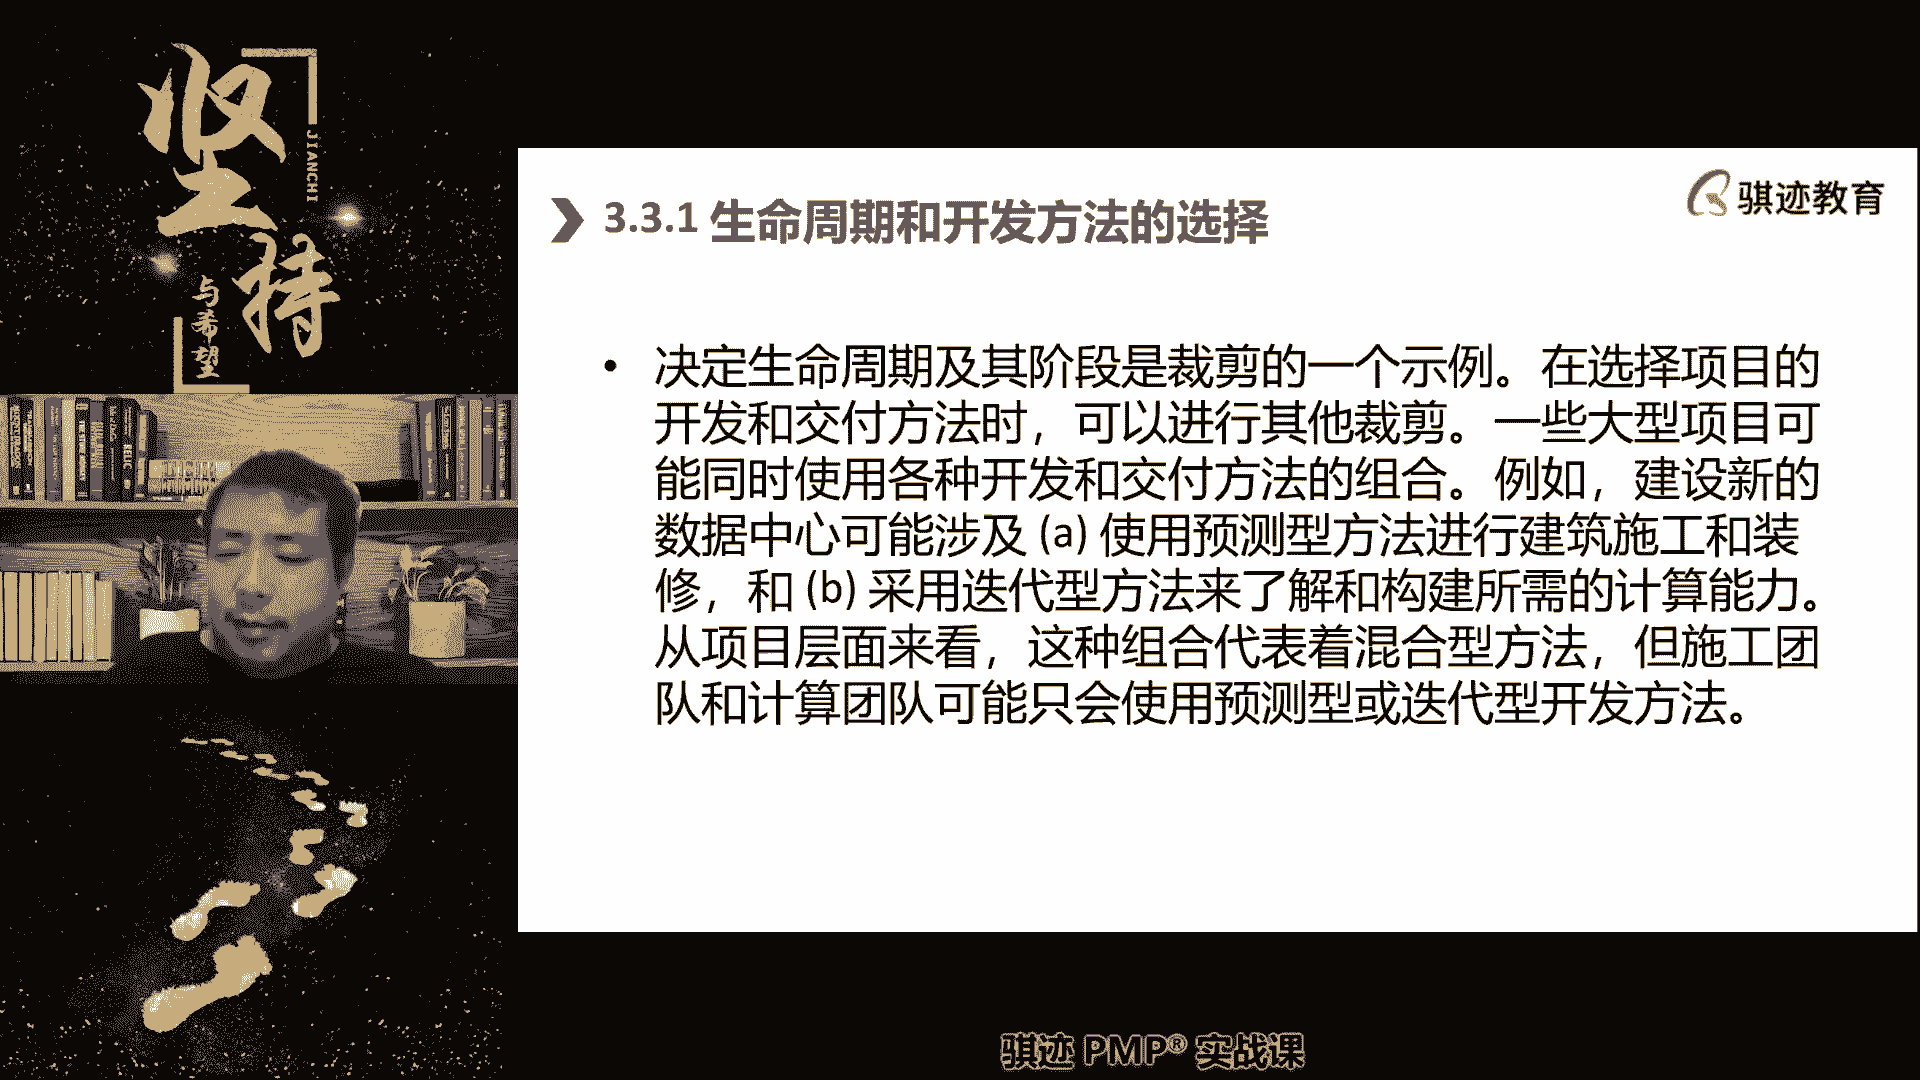 坚持
JIANCHI
与希望
骐迹教育
3.3.1 生命周期和开发方法的选择
• 决定生命周期及其阶段是裁剪的一个示例。在选择项目的
开发和交付方法时，可以进行其他裁剪。一些大型项目可
能同时使用各种开发和交付方法的组合。例如，建设新的
数据中心可能涉及 (a) 使用预测型方法进行建筑施工和装
修，和 (b) 采用迭代型方法来了解和构建所需的计算能力。
从项目层面来看，这种组合代表着混合型方法，但施工团
队和计算团队可能只会使用预测型或迭代型开发方法。
骐迹 PMP® 实战课